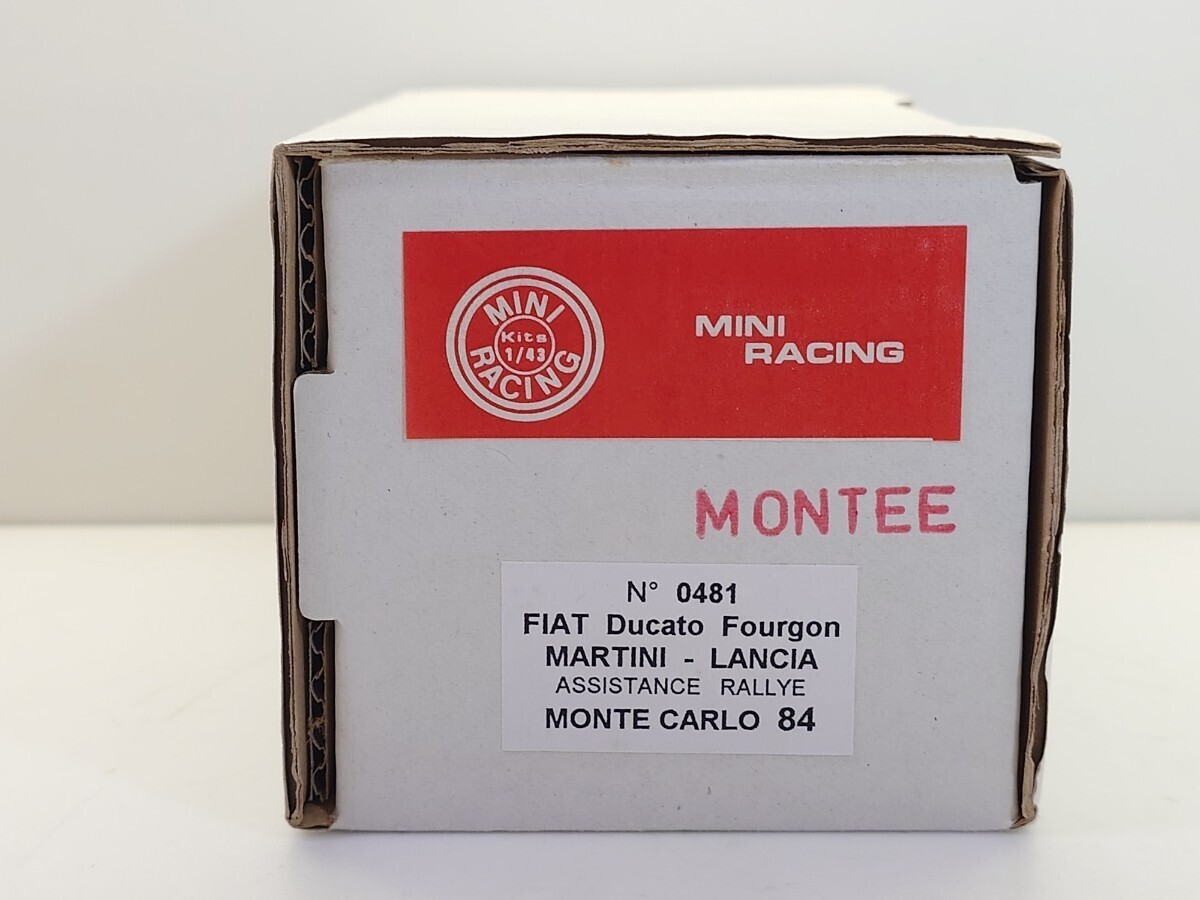 MINI
Kits
1/43
RACING
MINI
RACING
MONTEE
N° 0481
FIAT Ducato Fourgon
MARTINI - LANCIA
ASSISTANCE RALLYE
MONTE CARLO 84